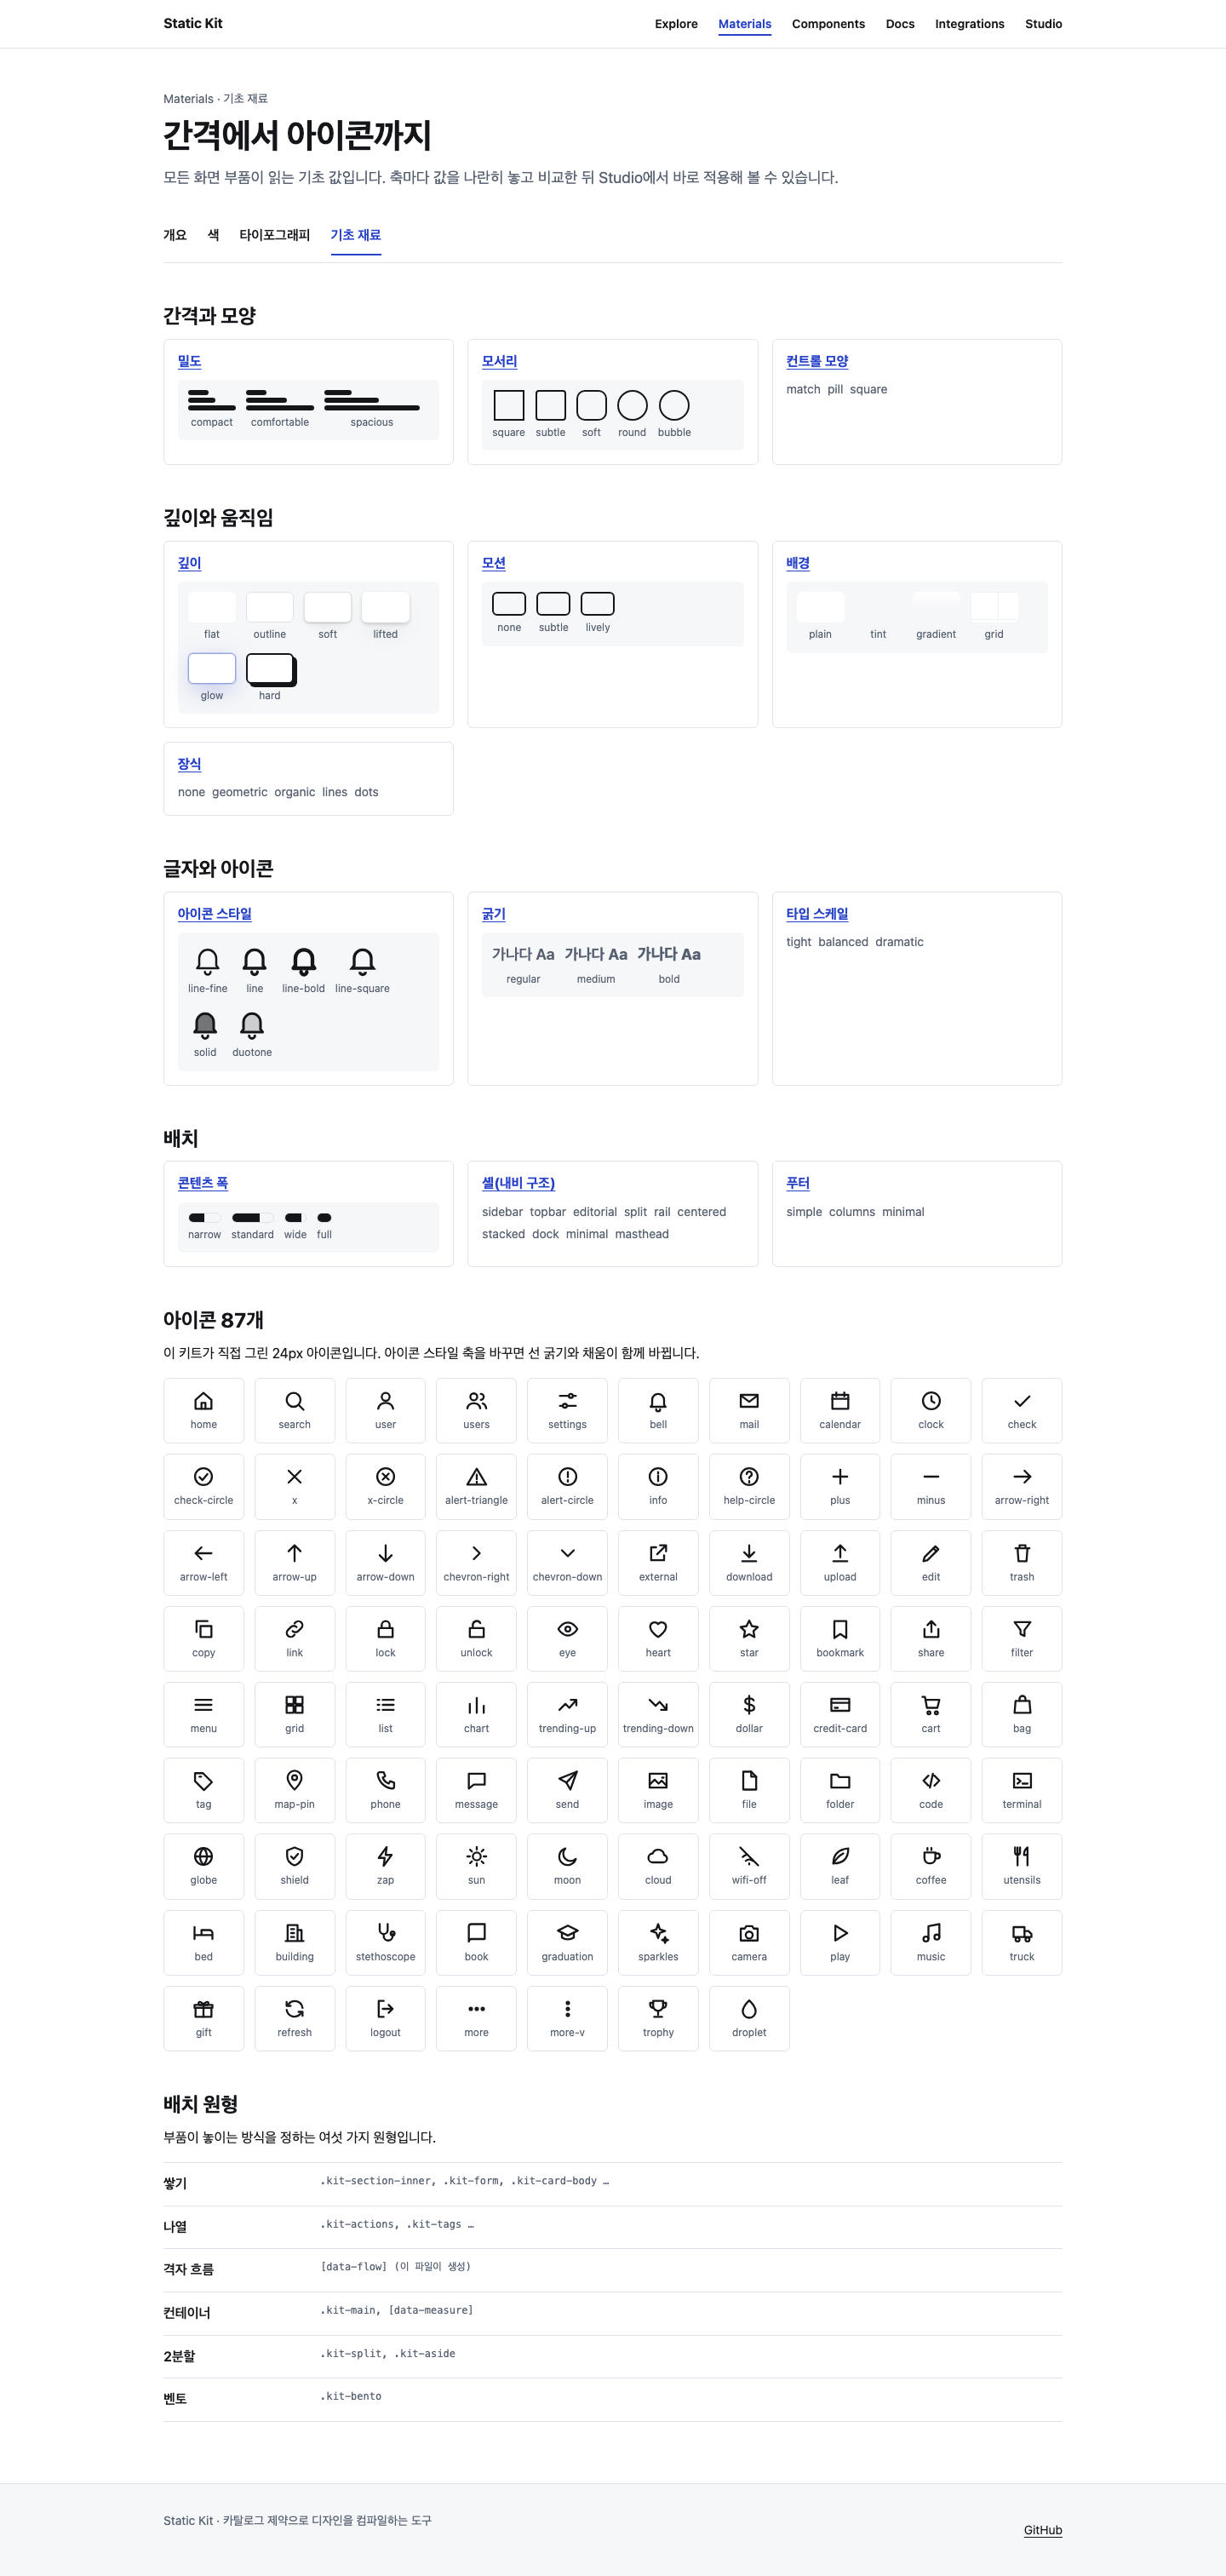 Static Kit
Explore Materials Components Docs Integrations Studio
Materials · 기초 재료
간격에서 아이콘까지
모든 화면 부품이 읽는 기초 값입니다. 축마다 값을 나란히 놓고 비교한 뒤 Studio에서 바로 적용해 볼 수 있습니다.
개요 색 타이포그래피 기초 재료
간격과 모양
밀도
compact comfortable spacious
모서리
square subtle soft round bubble
컨트롤 모양
match pill square
깊이와 움직임
깊이
flat outline soft lifted
glow hard
모션
none subtle lively
배경
plain tint gradient grid
장식
none geometric organic lines dots
글자와 아이콘
아이콘 스타일
line-fine line line-bold line-square
solid duotone
굵기
가나다 Aa 가나다 Aa 가나다 Aa
regular medium bold
타입 스케일
tight balanced dramatic
배치
콘텐츠 폭
narrow standard wide full
셸(내비 구조)
sidebar topbar editorial split rail centered
stacked dock minimal masthead
푸터
simple columns minimal
아이콘 87개
이 키트가 직접 그린 24px 아이콘입니다. 아이콘 스타일 축을 바꾸면 선 굵기와 채움이 함께 바뀝니다.
home search user users settings bell mail calendar clock check
check-circle x x-circle alert-triangle alert-circle info help-circle plus minus arrow-right
arrow-left arrow-up arrow-down chevron-right chevron-down external download upload edit trash
copy link lock unlock eye heart star bookmark share filter
menu grid list chart trending-up trending-down dollar credit-card cart bag
tag map-pin phone message send image file folder code terminal
globe shield zap sun moon cloud wifi-off leaf coffee utensils
bed building stethoscope book graduation sparkles camera play music truck
gift refresh logout more more-v trophy droplet
배치 원형
부품이 놓이는 방식을 정하는 여섯 가지 원형입니다.
쌓기 .kit-section-inner, .kit-form, .kit-card-body …
나열 .kit-actions, .kit-tags …
격자 흐름 [data-flow] (이 파일이 생성)
컨테이너 .kit-main, [data-measure]
2분할 .kit-split, .kit-aside
벤토 .kit-bento
Static Kit · 카탈로그 제약으로 디자인을 컴파일하는 도구
GitHub